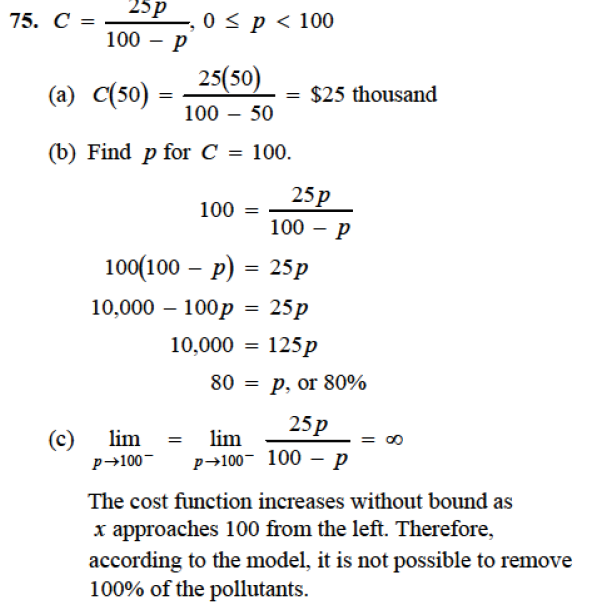 75. C = 25p / (100 − p), 0 ≤ p < 100
(a) C(50) = 25(50) / (100 − 50) = $25 thousand
(b) Find p for C = 100.
100 = 25p / (100 − p)
100(100 − p) = 25p
10,000 − 100p = 25p
10,000 = 125p
80 = p, or 80%
(c) lim p→100⁻ = lim p→100⁻ 25p / (100 − p) = ∞
The cost function increases without bound as
x approaches 100 from the left. Therefore,
according to the model, it is not possible to remove
100% of the pollutants.